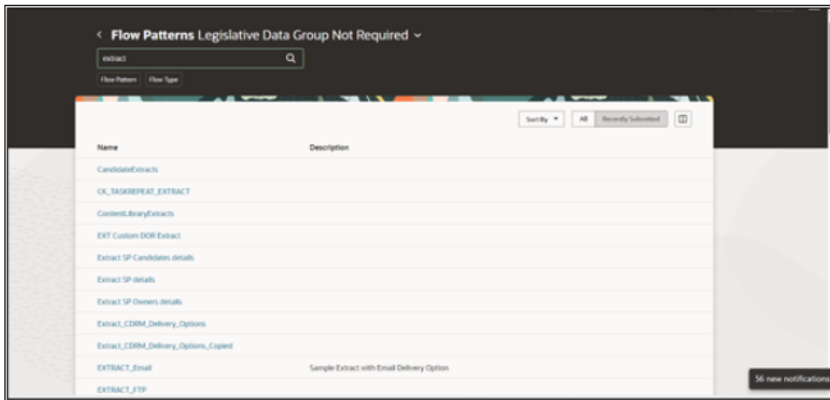 Flow Patterns Legislative Data Group Not Required
extract
Flow Pattern Flow Type
Sort By All Recently Submitted
Name Description
CandidateExtracts
CK_TASKREPEAT_EXTRACT
ContentLibraryExtracts
EXT Custom DOR Extract
Extract SP Candidates details
Extract SP details
Extract SP Owners details
Extract_CDRM_Delivery_Options
Extract_CDRM_Delivery_Options_Copied
EXTRACT_Email Sample Extract with Email Delivery Option
EXTRACT_FTP
56 new notifications